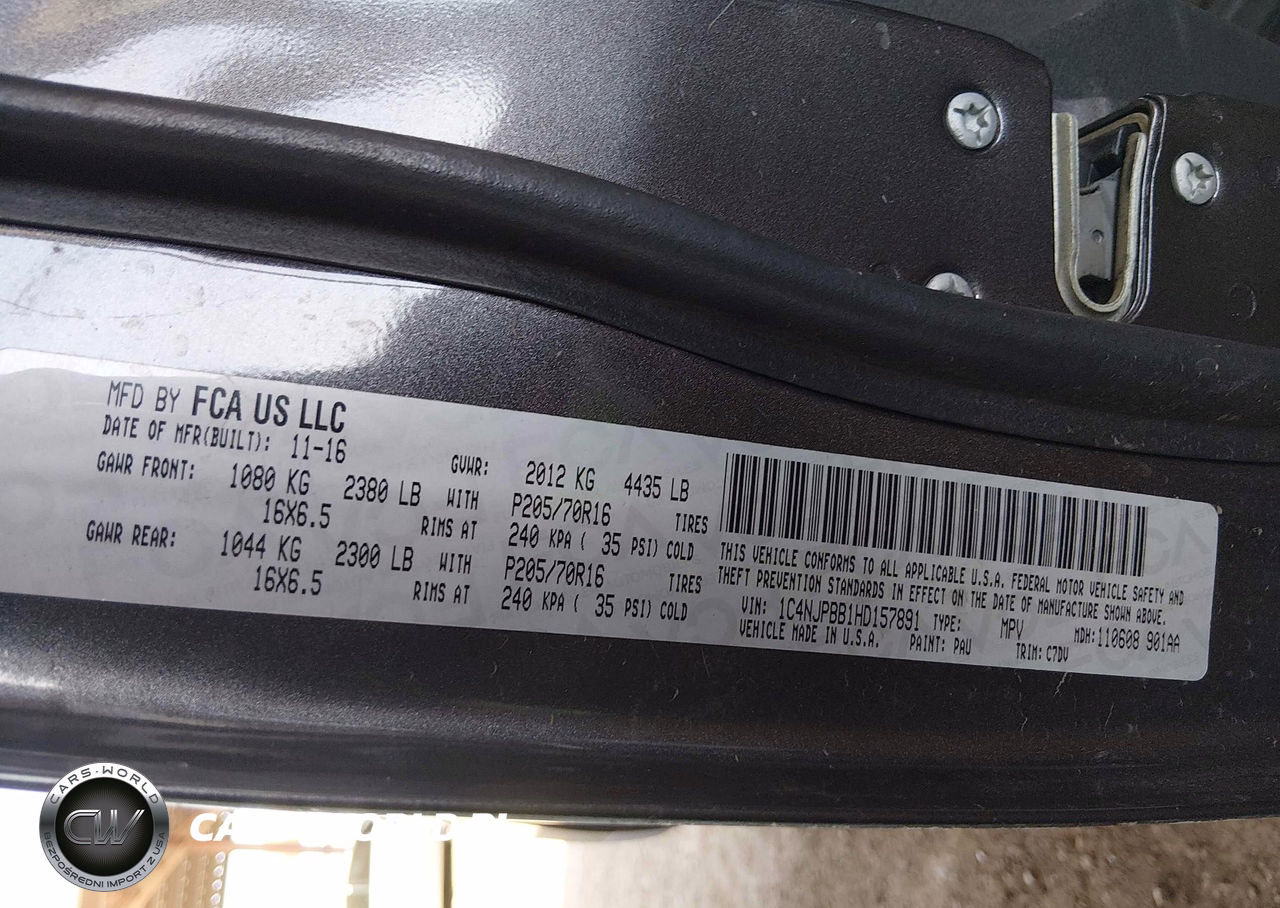 MFD BY FCA US LLC
DATE OF MFR(BUILT): 11-16
GVWR: 2012 KG 4435 LB
GAWR FRONT: 1080 KG 2380 LB WITH P205/70R16 TIRES
16X6.5 RIMS AT 240 KPA ( 35 PSI) COLD
GAWR REAR: 1044 KG 2300 LB WITH P205/70R16 TIRES
16X6.5 RIMS AT 240 KPA ( 35 PSI) COLD
THIS VEHICLE CONFORMS TO ALL APPLICABLE U.S.A. FEDERAL MOTOR VEHICLE SAFETY AND
THEFT PREVENTION STANDARDS IN EFFECT ON THE DATE OF MANUFACTURE SHOWN ABOVE.
VIN: 1C4NJPBB1HD157891 TYPE: MPV MDH:110608 901AA
VEHICLE MADE IN U.S.A. PAINT: PAU TRIM: C7DV
CARS-WORLD
CW
BEZPOŚREDNI IMPORT Z USA